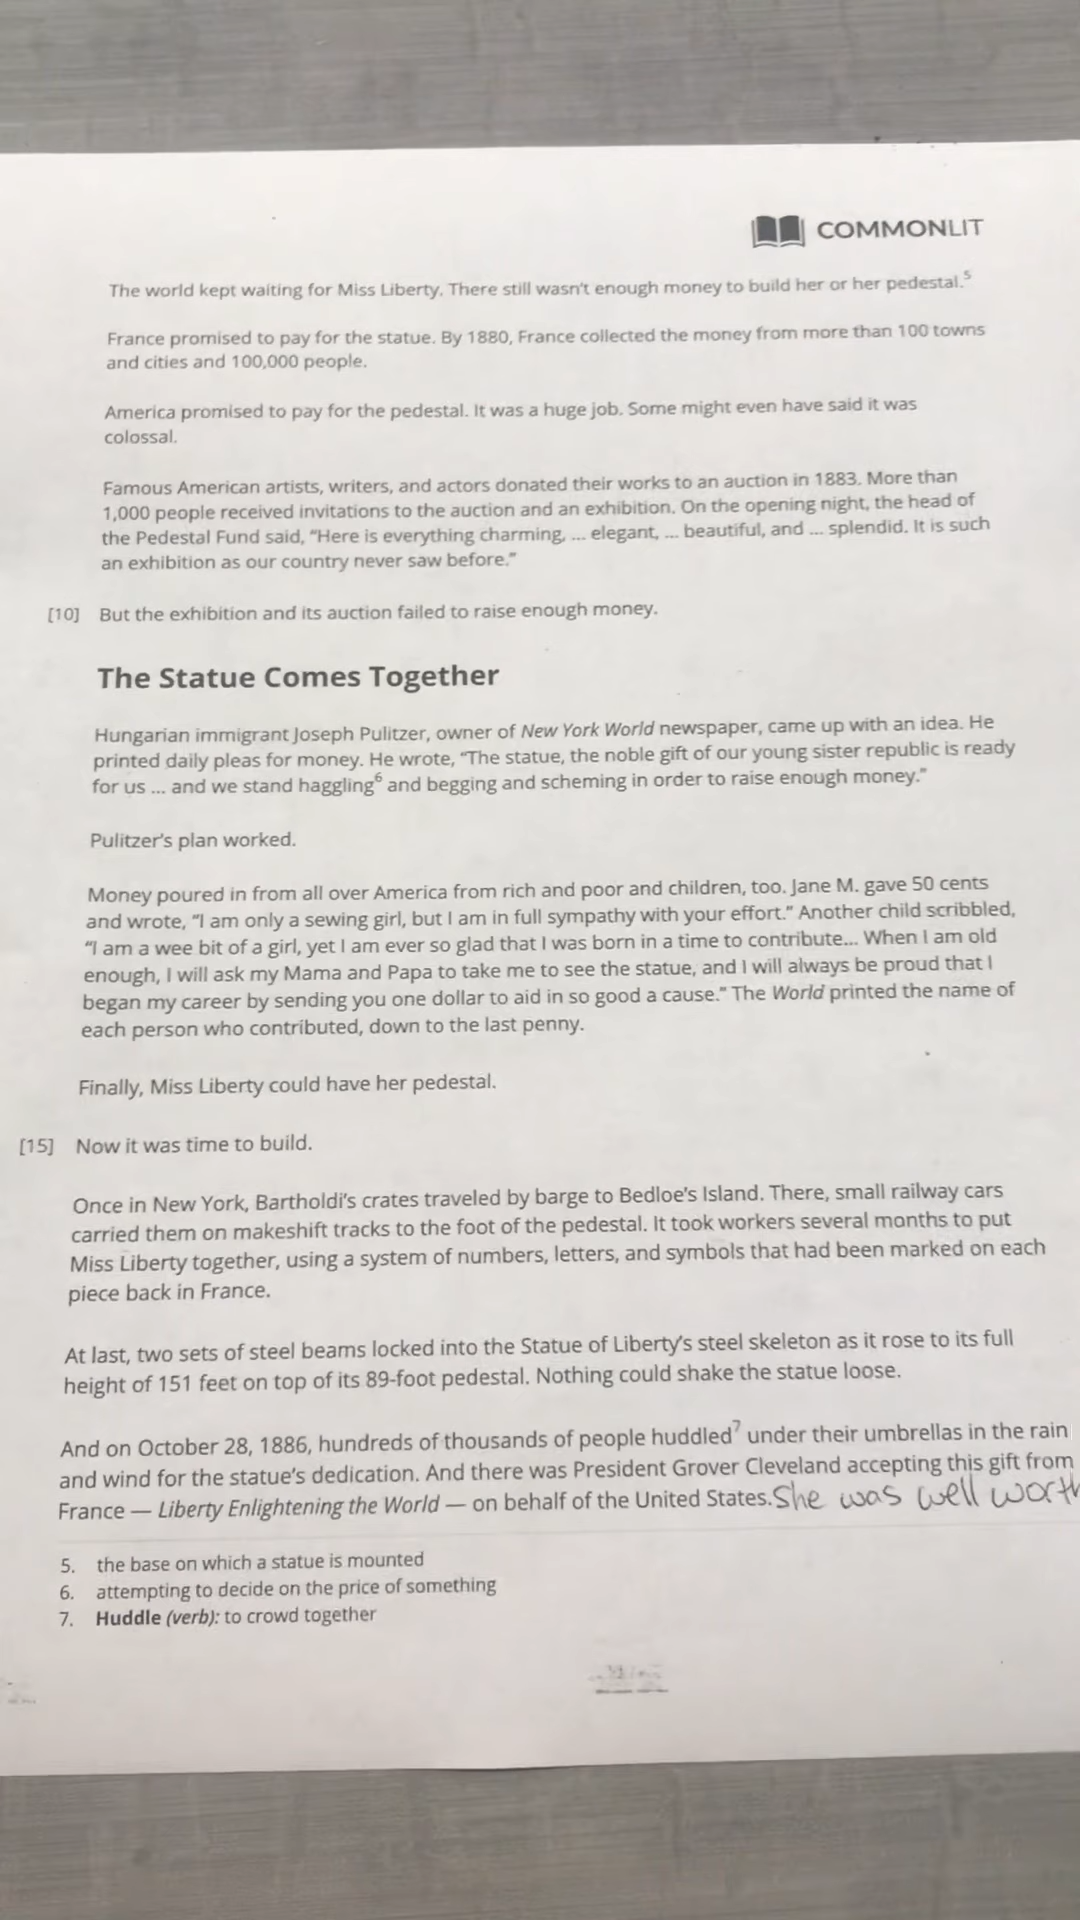 COMMONLIT
The world kept waiting for Miss Liberty. There still wasn't enough money to build her or her pedestal.5
France promised to pay for the statue. By 1880, France collected the money from more than 100 towns
and cities and 100,000 people.
America promised to pay for the pedestal. It was a huge job. Some might even have said it was
colossal.
Famous American artists, writers, and actors donated their works to an auction in 1883. More than
1,000 people received invitations to the auction and an exhibition. On the opening night, the head of
the Pedestal Fund said, “Here is everything charming, ... elegant, ... beautiful, and ... splendid. It is such
an exhibition as our country never saw before.”
[10] But the exhibition and its auction failed to raise enough money.
The Statue Comes Together
Hungarian immigrant Joseph Pulitzer, owner of New York World newspaper, came up with an idea. He
printed daily pleas for money. He wrote, “The statue, the noble gift of our young sister republic is ready
for us ... and we stand haggling6 and begging and scheming in order to raise enough money.”
Pulitzer's plan worked.
Money poured in from all over America from rich and poor and children, too. Jane M. gave 50 cents
and wrote, “I am only a sewing girl, but I am in full sympathy with your effort.” Another child scribbled,
“I am a wee bit of a girl, yet I am ever so glad that I was born in a time to contribute... When I am old
enough, I will ask my Mama and Papa to take me to see the statue, and I will always be proud that I
began my career by sending you one dollar to aid in so good a cause.” The World printed the name of
each person who contributed, down to the last penny.
Finally, Miss Liberty could have her pedestal.
[15] Now it was time to build.
Once in New York, Bartholdi's crates traveled by barge to Bedloe's Island. There, small railway cars
carried them on makeshift tracks to the foot of the pedestal. It took workers several months to put
Miss Liberty together, using a system of numbers, letters, and symbols that had been marked on each
piece back in France.
At last, two sets of steel beams locked into the Statue of Liberty's steel skeleton as it rose to its full
height of 151 feet on top of its 89-foot pedestal. Nothing could shake the statue loose.
And on October 28, 1886, hundreds of thousands of people huddled7 under their umbrellas in the rain
and wind for the statue's dedication. And there was President Grover Cleveland accepting this gift from
France — Liberty Enlightening the World — on behalf of the United States. She was well worth
5. the base on which a statue is mounted
6. attempting to decide on the price of something
7. Huddle (verb): to crowd together